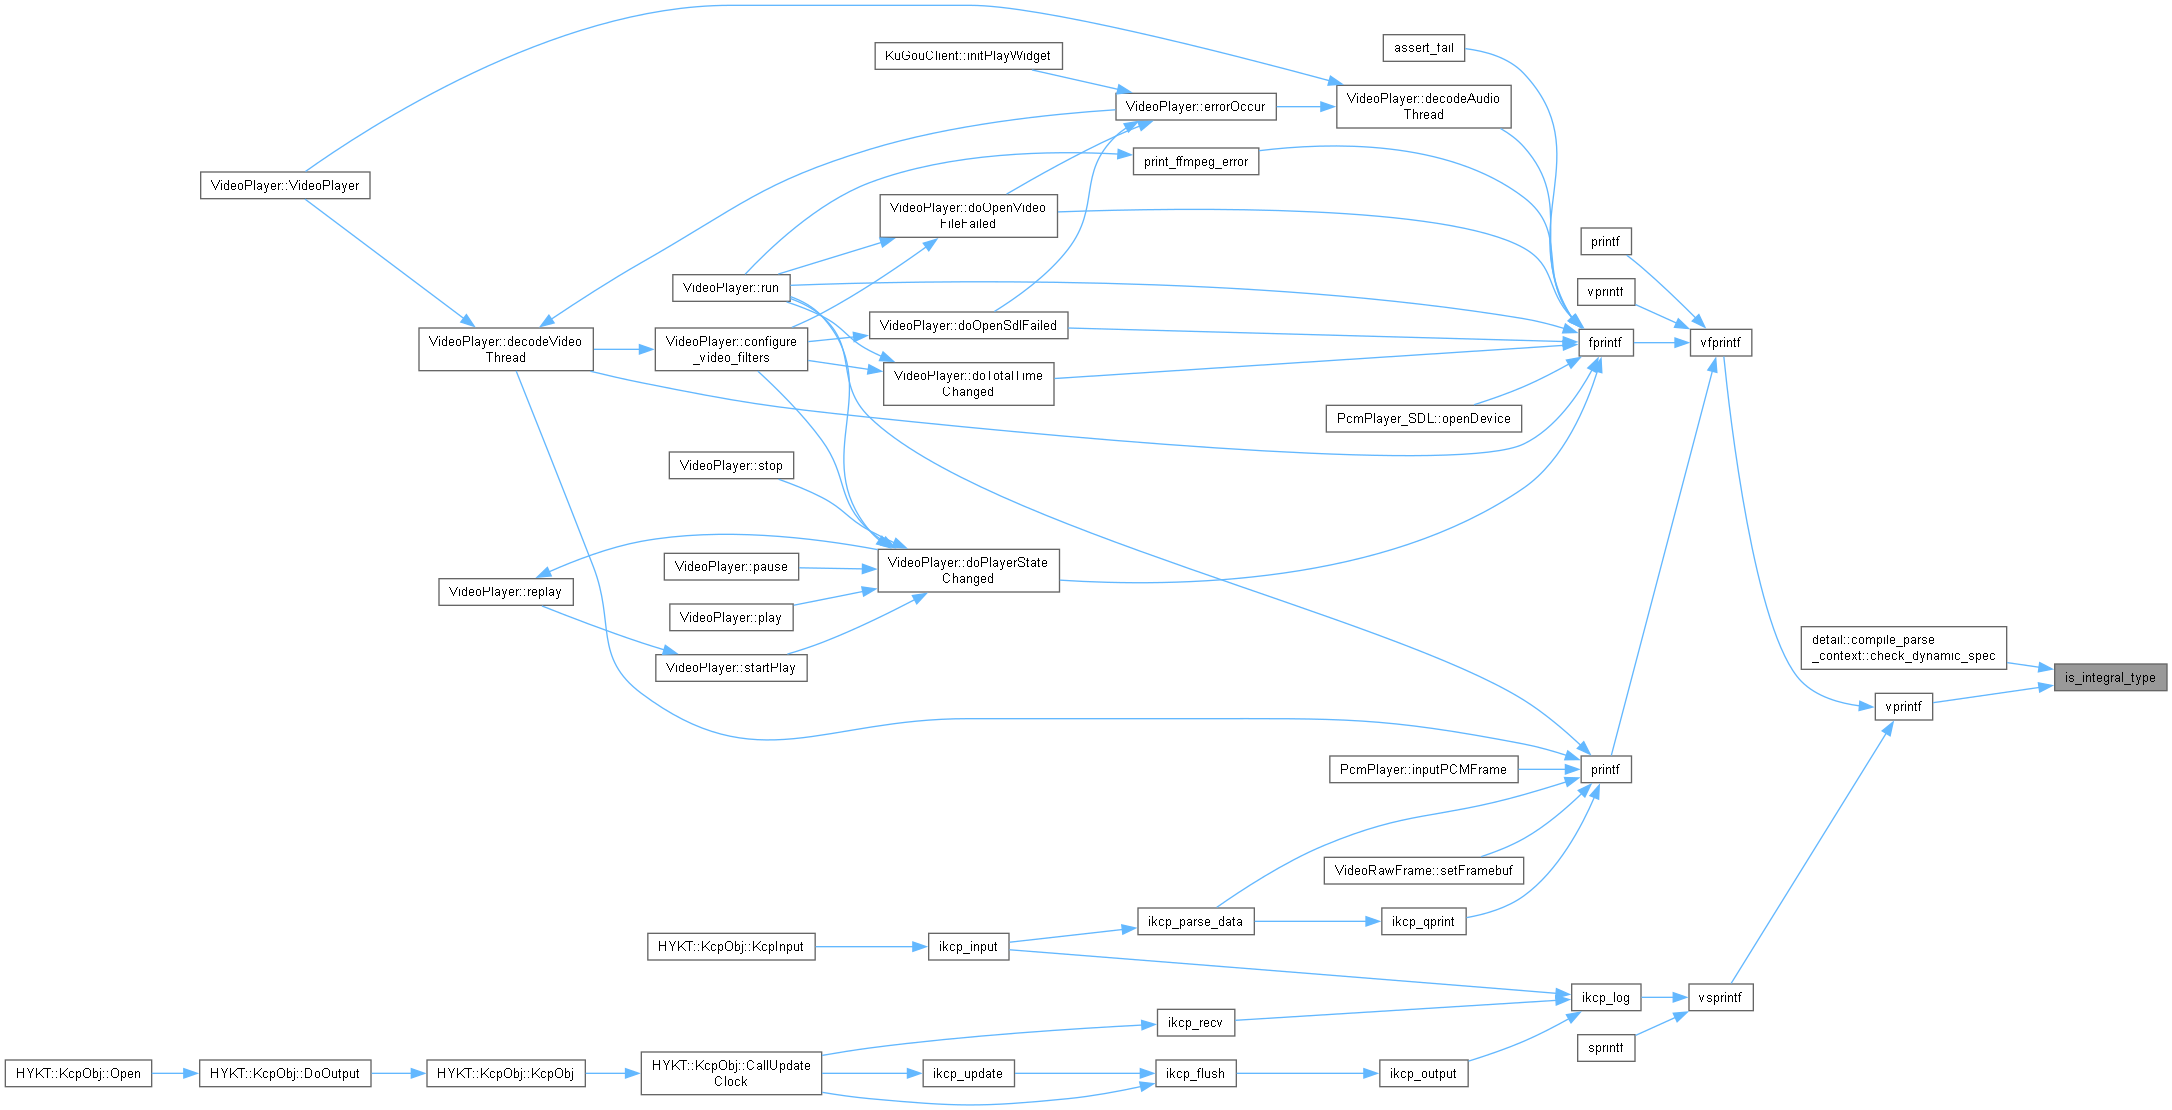 assert_fail
KuGouClient::initPlayWidget
VideoPlayer::decodeAudio
Thread
VideoPlayer::errorOccur
print_ffmpeg_error
VideoPlayer::VideoPlayer
VideoPlayer::doOpenVideo
FileFailed
printf
VideoPlayer::run
vprintf
VideoPlayer::doOpenSdlFailed
VideoPlayer::decodeVideo
Thread
VideoPlayer::configure
_video_filters
fprintf
vfprintf
VideoPlayer::doTotalTime
Changed
PcmPlayer_SDL::openDevice
VideoPlayer::stop
VideoPlayer::doPlayerState
Changed
VideoPlayer::pause
VideoPlayer::replay
VideoPlayer::play
detail::compile_parse
_context::check_dynamic_spec
VideoPlayer::startPlay
is_integral_type
vprintf
PcmPlayer::inputPCMFrame
printf
VideoRawFrame::setFramebuf
ikcp_parse_data
ikcp_qprint
HYKT::KcpObj::KcpInput
ikcp_input
ikcp_log
vsprintf
ikcp_recv
sprintf
HYKT::KcpObj::Open
HYKT::KcpObj::DoOutput
HYKT::KcpObj::KcpObj
HYKT::KcpObj::CallUpdate
Clock
ikcp_update
ikcp_flush
ikcp_output